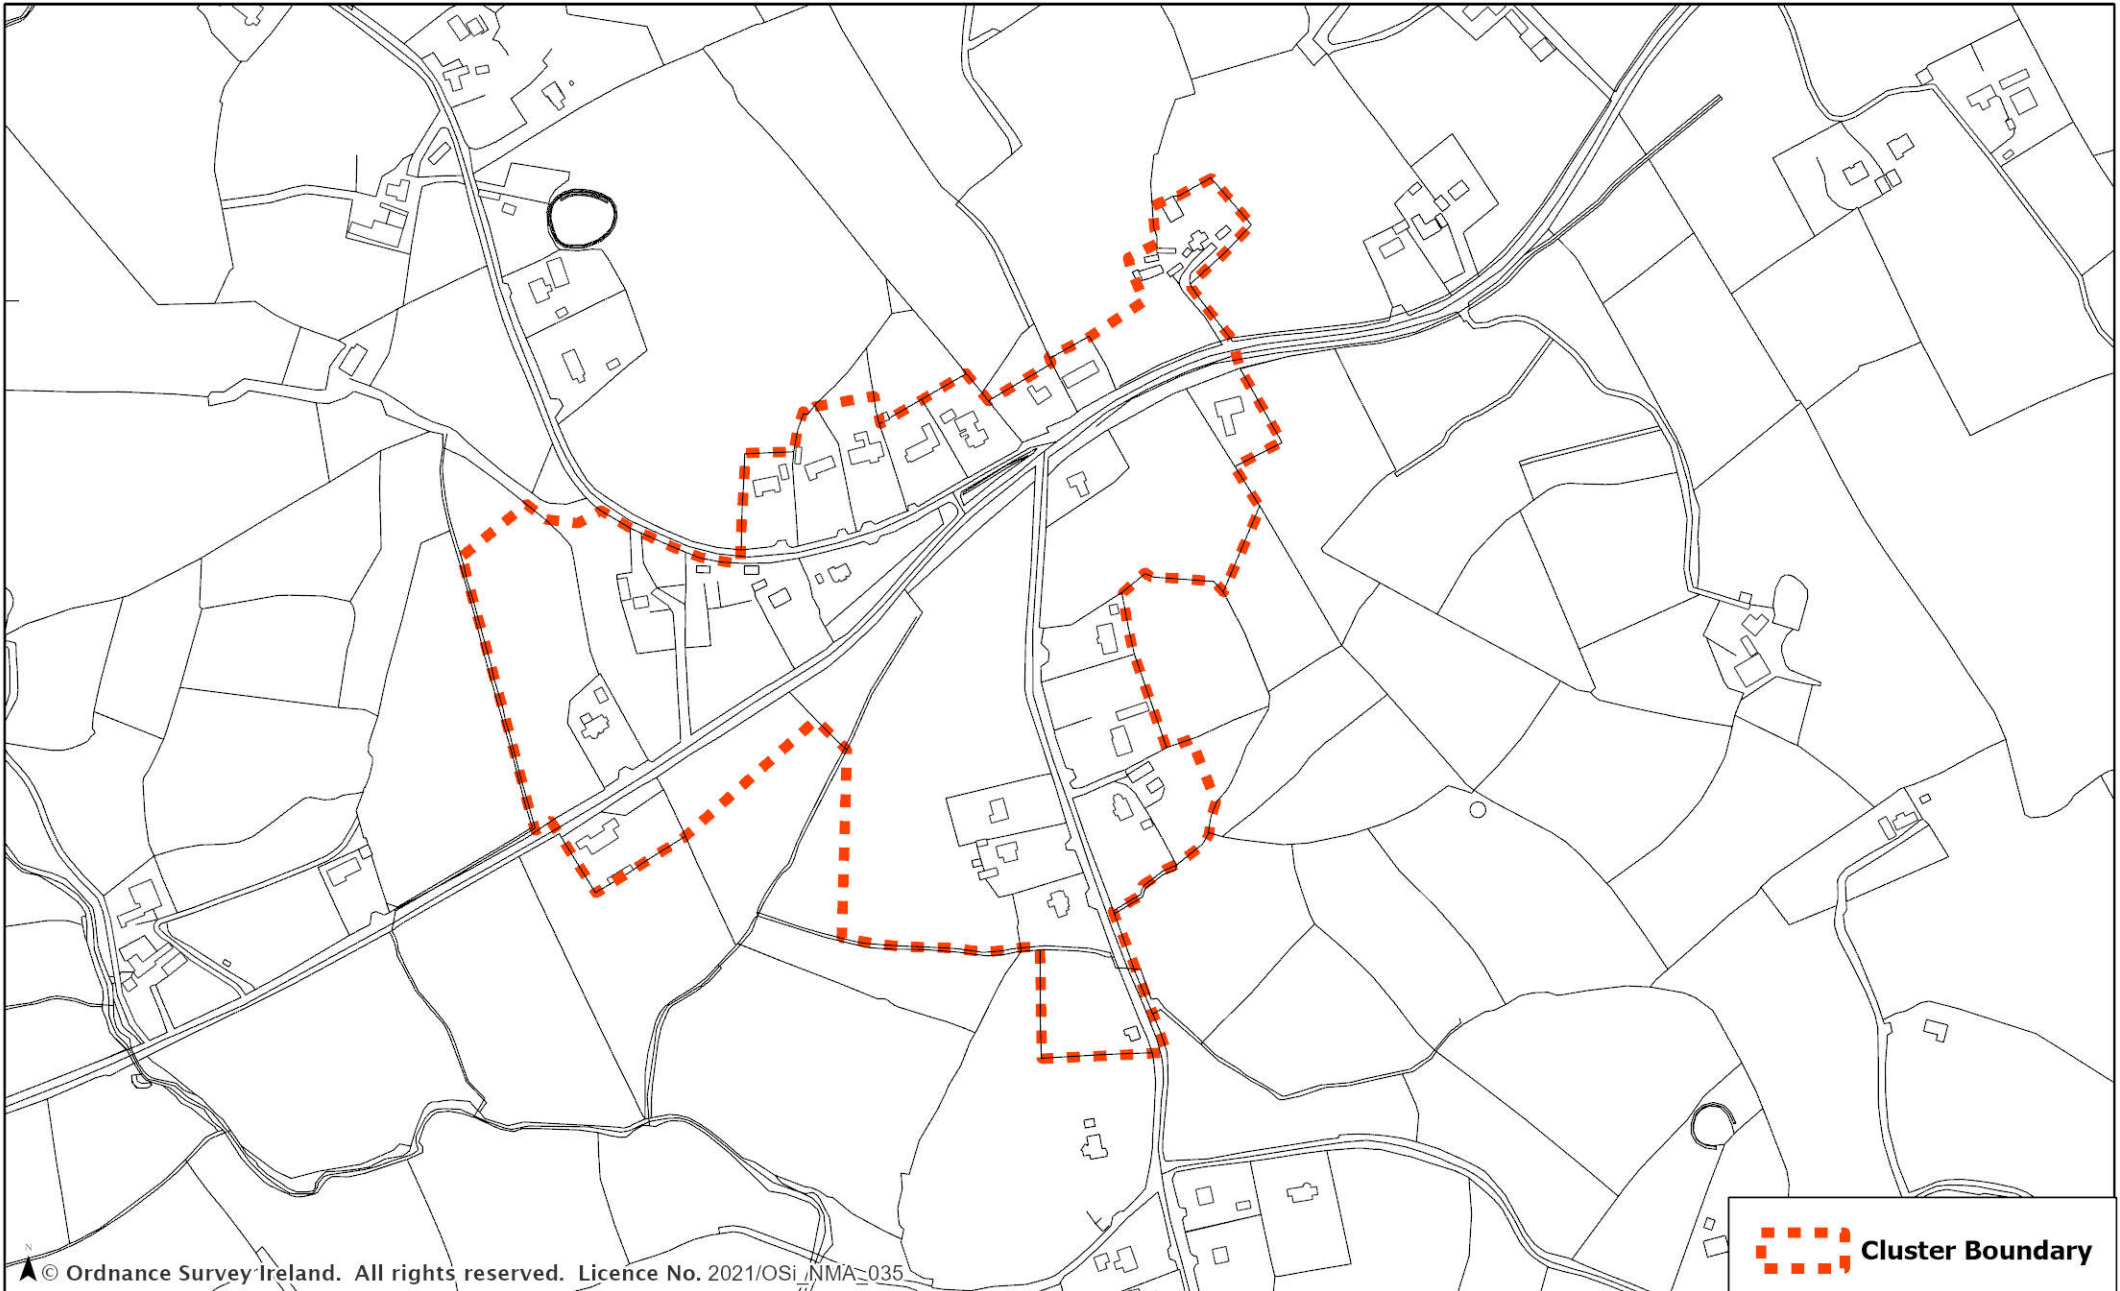 Cluster Boundary
N
© Ordnance Survey Ireland. All rights reserved. Licence No. 2021/OSi_NMA_035